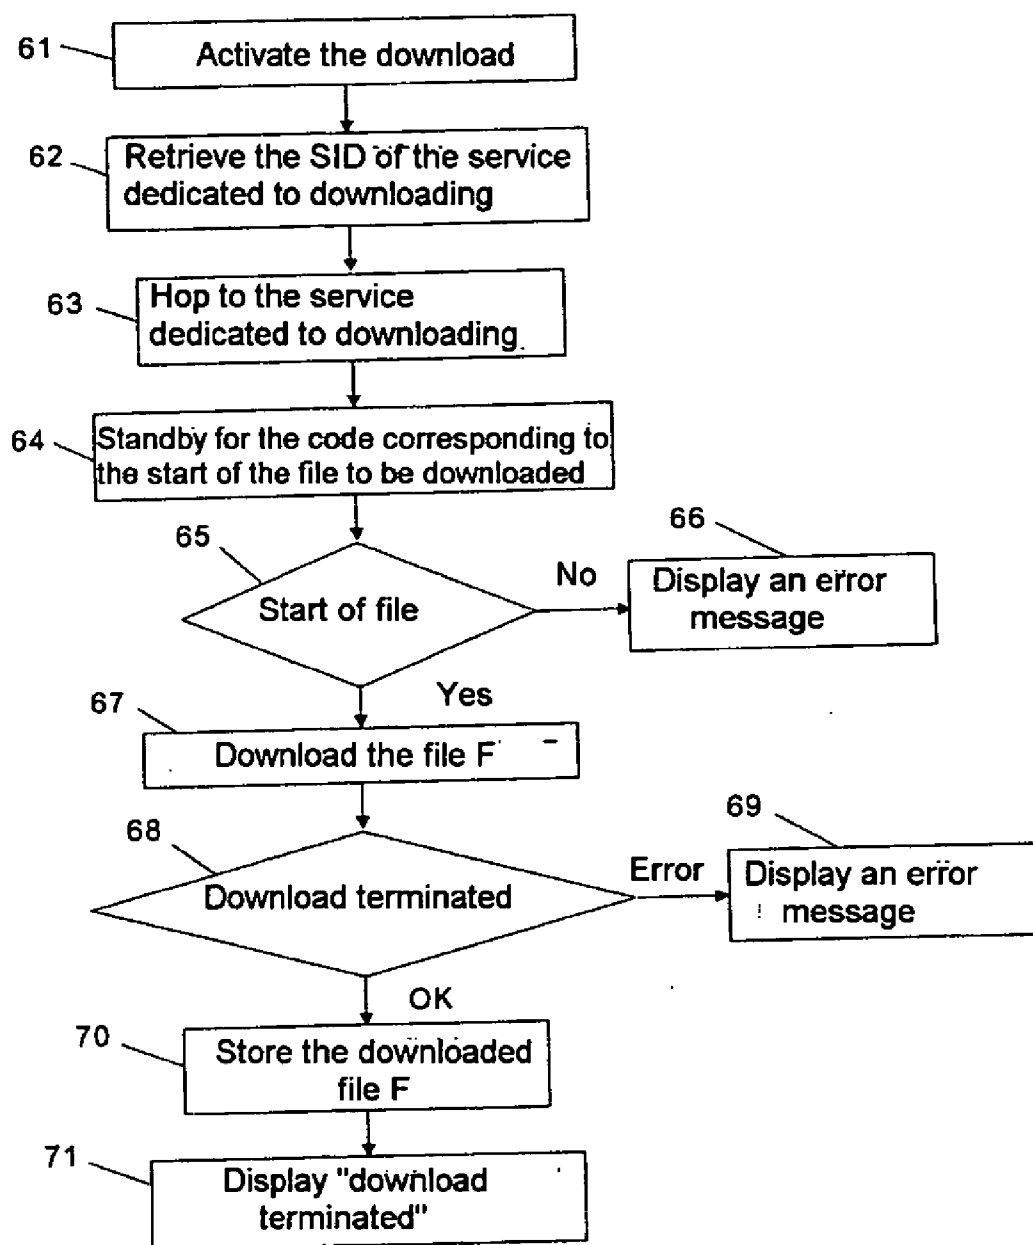 61
Activate the download
62
Retrieve the SID of the service
dedicated to downloading
63
Hop to the service
dedicated to downloading
64
Standby for the code corresponding to
the start of the file to be downloaded
65
Start of file
No
66
Display an error
message
Yes
67
Download the file F
68
Download terminated
Error
69
Display an error
message
OK
70
Store the downloaded
file F
71
Display "download
terminated"